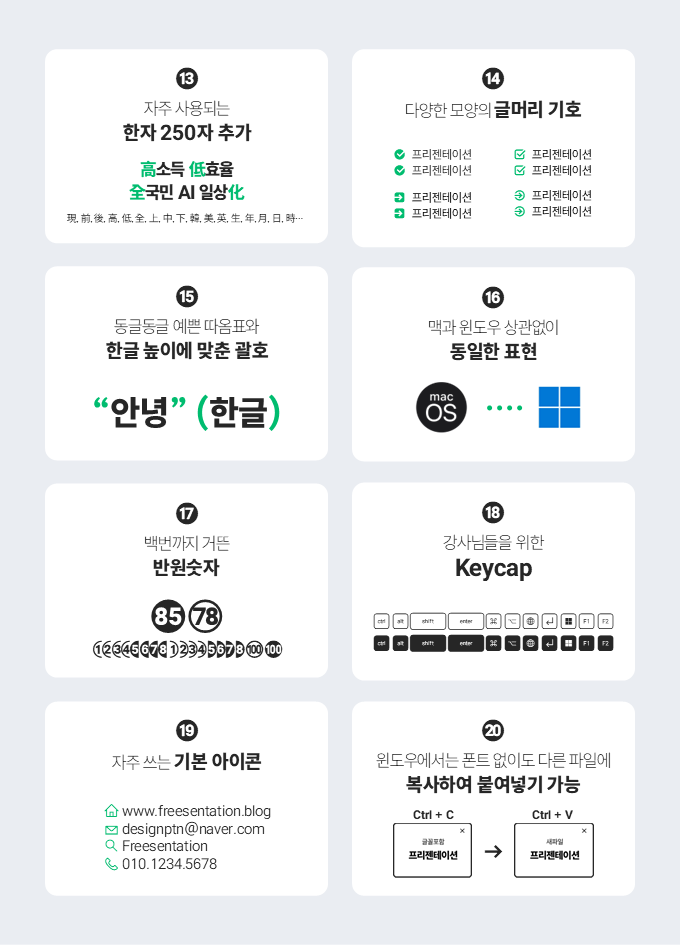 13
자주 사용되는
한자 250자 추가
高소득 低효율
全국민 AI 일상化
現, 前, 後, 高, 低, 全, 上, 中, 下, 韓, 美, 英, 生, 年, 月, 日, 時…
14
다양한 모양의 글머리 기호
프리젠테이션
프리젠테이션
프리젠테이션
프리젠테이션
프리젠테이션
프리젠테이션
프리젠테이션
프리젠테이션
15
동글동글 예쁜 따옴표와
한글 높이에 맞춘 괄호
“안녕” (한글)
16
맥과 윈도우 상관없이
동일한 표현
mac
OS
17
백번까지 거뜬
반원숫자
85 78
1 2 3 4 5 6 7 8 1 2 3 4 5 6 7 8 100 100
18
강사님들을 위한
Keycap
ctrl alt shift enter ⌘ ⌥ F1 F2
ctrl alt shift enter ⌘ ⌥ F1 F2
19
자주 쓰는 기본 아이콘
www.freesentation.blog
designptn@naver.com
Freesentation
010.1234.5678
20
윈도우에서는 폰트 없이도 다른 파일에
복사하여 붙여넣기 가능
Ctrl + C
글꼴포함
프리젠테이션
Ctrl + V
새파일
프리젠테이션